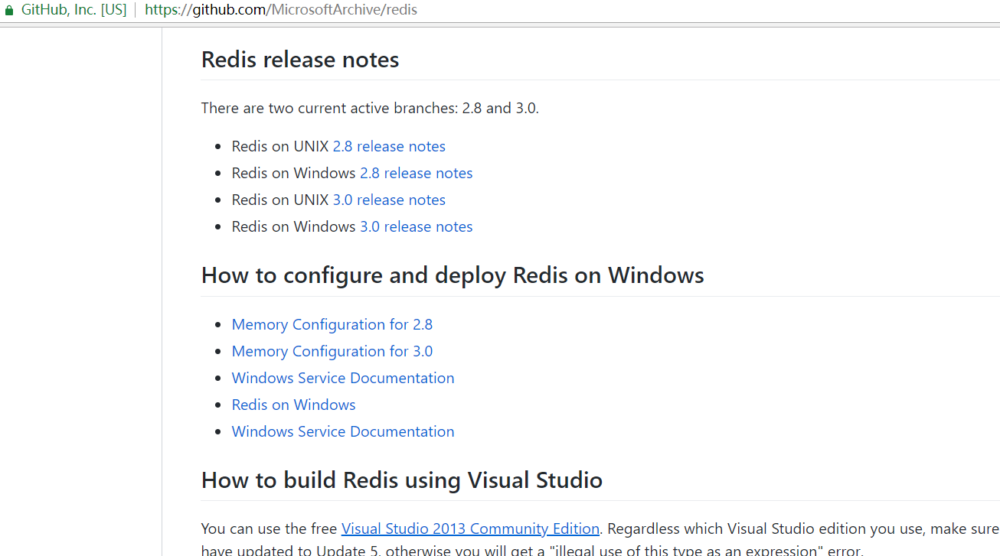 GitHub, Inc. [US] | https://github.com/MicrosoftArchive/redis
Redis release notes
There are two current active branches: 2.8 and 3.0.
Redis on UNIX 2.8 release notes
Redis on Windows 2.8 release notes
Redis on UNIX 3.0 release notes
Redis on Windows 3.0 release notes
How to configure and deploy Redis on Windows
Memory Configuration for 2.8
Memory Configuration for 3.0
Windows Service Documentation
Redis on Windows
Windows Service Documentation
How to build Redis using Visual Studio
You can use the free Visual Studio 2013 Community Edition. Regardless which Visual Studio edition you use, make sure
have updated to Update 5, otherwise you will get a "illegal use of this type as an expression" error.